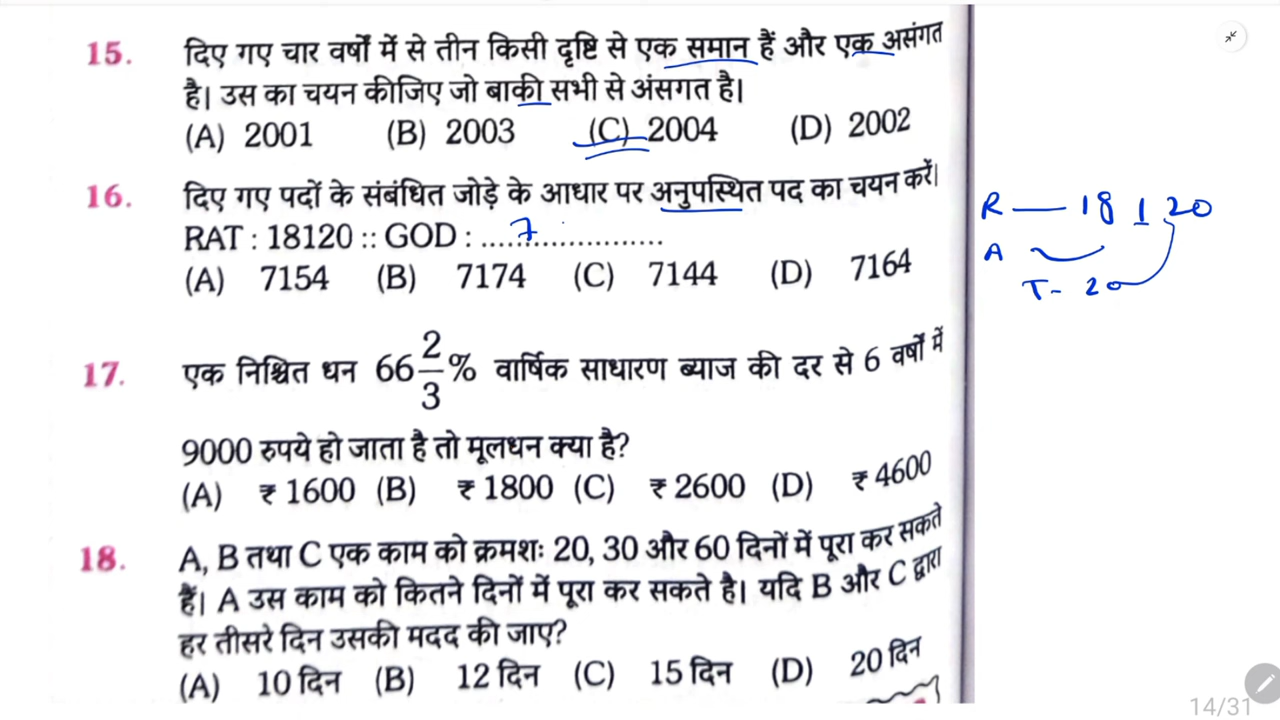 15. दिए गए चार वर्षों में से तीन किसी दृष्टि से एक समान हैं और एक असंगत
है। उस का चयन कीजिए जो बाकी सभी से अंसगत है।
(A) 2001 (B) 2003 (C) 2004 (D) 2002
16. दिए गए पदों के संबंधित जोड़े के आधार पर अनुपस्थित पद का चयन करें।
RAT : 18120 :: GOD : ..... 7 .....................
(A) 7154 (B) 7174 (C) 7144 (D) 7164
R — 18 1 20
A
T - 20
17. एक निश्चित धन 66 2/3 % वार्षिक साधारण ब्याज की दर से 6 वर्षों में
9000 रुपये हो जाता है तो मूलधन क्या है?
(A) ₹ 1600 (B) ₹ 1800 (C) ₹ 2600 (D) ₹ 4600
18. A, B तथा C एक काम को क्रमशः 20, 30 और 60 दिनों में पूरा कर सकते
हैं। A उस काम को कितने दिनों में पूरा कर सकते है। यदि B और C द्वारा
हर तीसरे दिन उसकी मदद की जाए?
(A) 10 दिन (B) 12 दिन (C) 15 दिन (D) 20 दिन
14/31